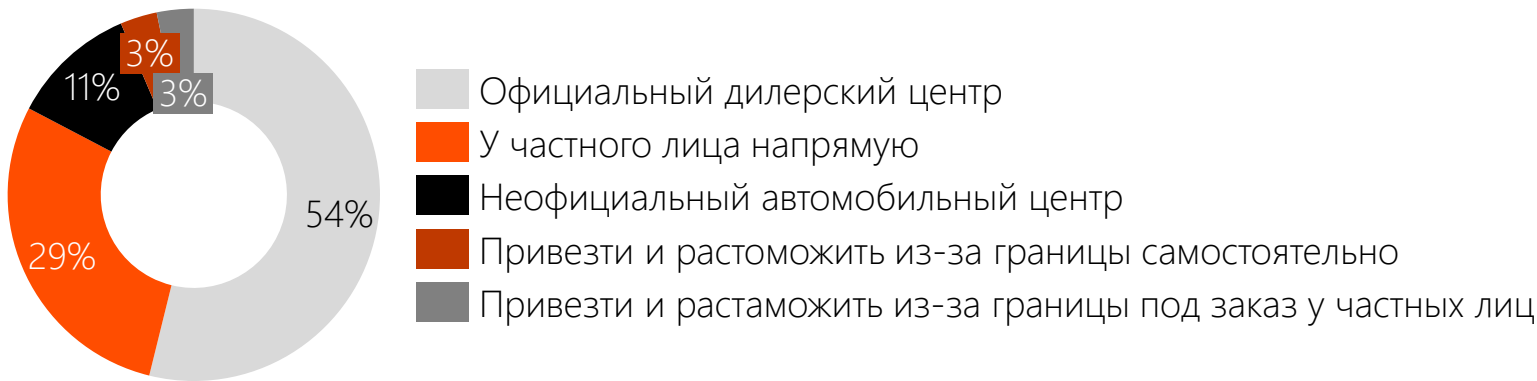 3%
11%
3%
54%
29%
Официальный дилерский центр
У частного лица напрямую
Неофициальный автомобильный центр
Привезти и растоможить из-за границы самостоятельно
Привезти и растаможить из-за границы под заказ у частных лиц